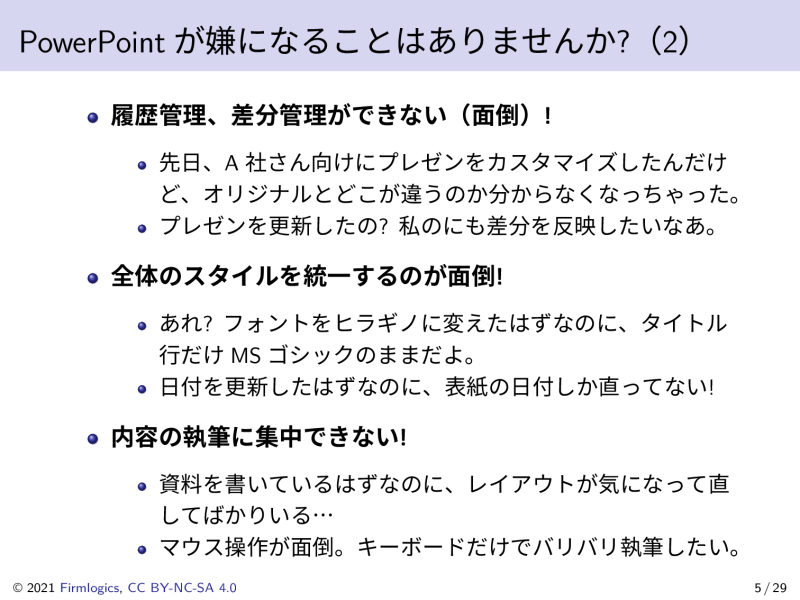 PowerPoint が嫌になることはありませんか?（2）
履歴管理、差分管理ができない（面倒）!
先日、A 社さん向けにプレゼンをカスタマイズしたんだけ
ど、オリジナルとどこが違うのか分からなくなっちゃった。
プレゼンを更新したの? 私のにも差分を反映したいなあ。
全体のスタイルを統一するのが面倒!
あれ? フォントをヒラギノに変えたはずなのに、タイトル
行だけ MS ゴシックのままだよ。
日付を更新したはずなのに、表紙の日付しか直ってない!
内容の執筆に集中できない!
資料を書いているはずなのに、レイアウトが気になって直
してばかりいる…
マウス操作が面倒。キーボードだけでバリバリ執筆したい。
© 2021 Firmlogics, CC BY-NC-SA 4.0
5 / 29